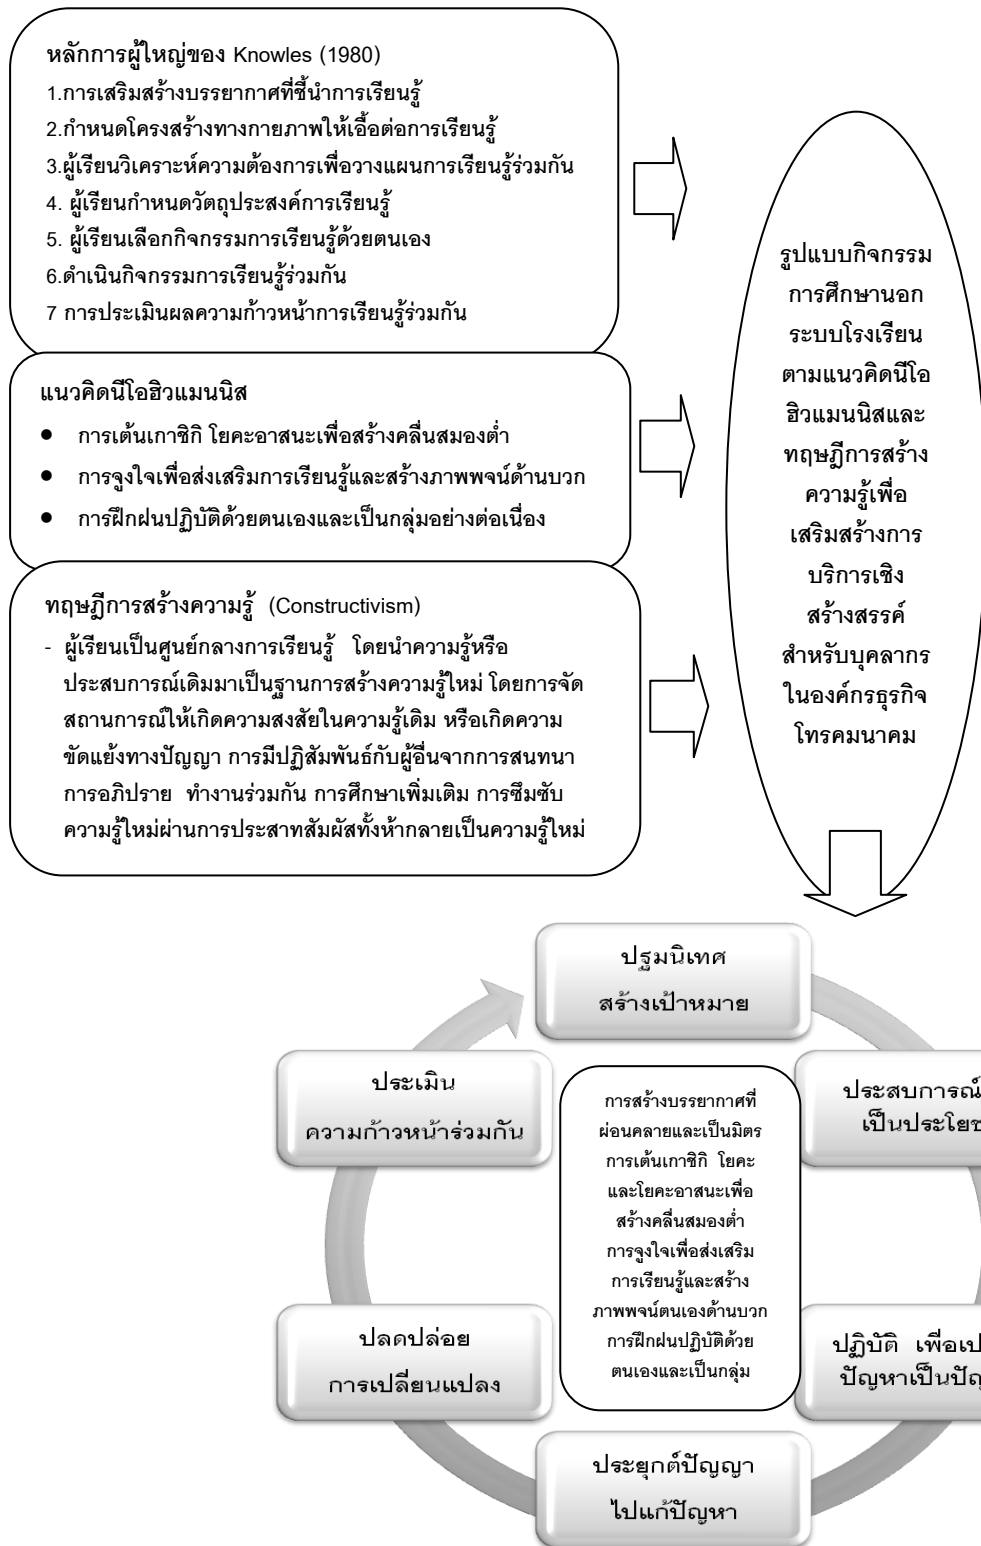 หลักการผู้ใหญ่ของ Knowles (1980)
1.การเสริมสร้างบรรยากาศที่ชี้นำการเรียนรู้
2.กำหนดโครงสร้างทางกายภาพให้เอื้อต่อการเรียนรู้
3.ผู้เรียนวิเคราะห์ความต้องการเพื่อวางแผนการเรียนรู้ร่วมกัน
4. ผู้เรียนกำหนดวัตถุประสงค์การเรียนรู้
5. ผู้เรียนเลือกกิจกรรมการเรียนรู้ด้วยตนเอง
6.ดำเนินกิจกรรมการเรียนรู้ร่วมกัน
7 การประเมินผลความก้าวหน้าการเรียนรู้ร่วมกัน
แนวคิดนีโอฮิวแมนนิส
● การเต้นเกาชิกิ โยคะอาสนะเพื่อสร้างคลื่นสมองต่ำ
● การจูงใจเพื่อส่งเสริมการเรียนรู้และสร้างภาพพจน์ด้านบวก
● การฝึกฝนปฏิบัติด้วยตนเองและเป็นกลุ่มอย่างต่อเนื่อง
ทฤษฎีการสร้างความรู้ (Constructivism)
- ผู้เรียนเป็นศูนย์กลางการเรียนรู้ โดยนำความรู้หรือ
ประสบการณ์เดิมมาเป็นฐานการสร้างความรู้ใหม่ โดยการจัด
สถานการณ์ให้เกิดความสงสัยในความรู้เดิม หรือเกิดความ
ขัดแย้งทางปัญญา การมีปฏิสัมพันธ์กับผู้อื่นจากการสนทนา
การอภิปราย ทำงานร่วมกัน การศึกษาเพิ่มเติม การซึมซับ
ความรู้ใหม่ผ่านการประสาทสัมผัสทั้งห้ากลายเป็นความรู้ใหม่
รูปแบบกิจกรรม
การศึกษานอก
ระบบโรงเรียน
ตามแนวคิดนีโอ
ฮิวแมนนิสและ
ทฤษฎีการสร้าง
ความรู้เพื่อ
เสริมสร้างการ
บริการเชิง
สร้างสรรค์
สำหรับบุคลากร
ในองค์กรธุรกิจ
โทรคมนาคม
ปฐมนิเทศ
สร้างเป้าหมาย
ประสบการณ์
เป็นประโยช
ปฏิบัติ เพื่อเป
ปัญหาเป็นปัญ
ประยุกต์ปัญญา
ไปแก้ปัญหา
ปลดปล่อย
การเปลี่ยนแปลง
ประเมิน
ความก้าวหน้าร่วมกัน
การสร้างบรรยากาศที่
ผ่อนคลายและเป็นมิตร
การเต้นเกาชิกิ โยคะ
และโยคะอาสนะเพื่อ
สร้างคลื่นสมองต่ำ
การจูงใจเพื่อส่งเสริม
การเรียนรู้และสร้าง
ภาพพจน์ตนเองด้านบวก
การฝึกฝนปฏิบัติด้วย
ตนเองและเป็นกลุ่ม